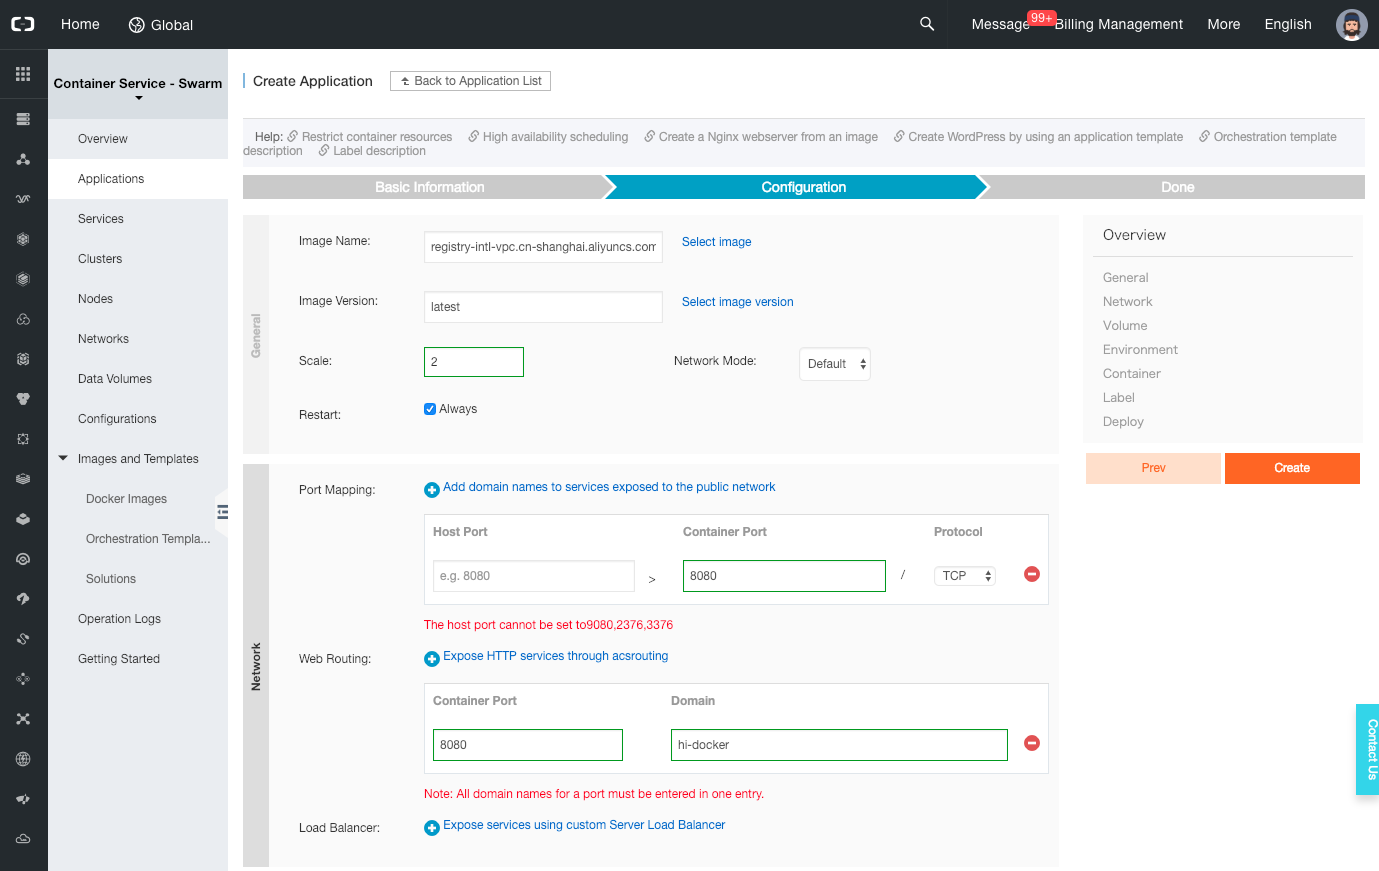 Home
Global
Message
99+
Billing Management
More
English
Container Service - Swarm
Overview
Applications
Services
Clusters
Nodes
Networks
Data Volumes
Configurations
Images and Templates
Docker Images
Orchestration Templa...
Solutions
Operation Logs
Getting Started
Create Application
Back to Application List
Help: Restrict container resources High availability scheduling Create a Nginx webserver from an image Create WordPress by using an application template Orchestration template
description Label description
Basic Information
Configuration
Done
General
Image Name:
registry-intl-vpc.cn-shanghai.aliyuncs.com
Select image
Image Version:
latest
Select image version
Scale:
2
Network Mode:
Default
Restart:
Always
Network
Port Mapping:
Add domain names to services exposed to the public network
Host Port
Container Port
Protocol
e.g. 8080
>
8080
/
TCP
The host port cannot be set to9080,2376,3376
Web Routing:
Expose HTTP services through acsrouting
Container Port
Domain
8080
hi-docker
Note: All domain names for a port must be entered in one entry.
Load Balancer:
Expose services using custom Server Load Balancer
Overview
General
Network
Volume
Environment
Container
Label
Deploy
Prev
Create
Contact Us